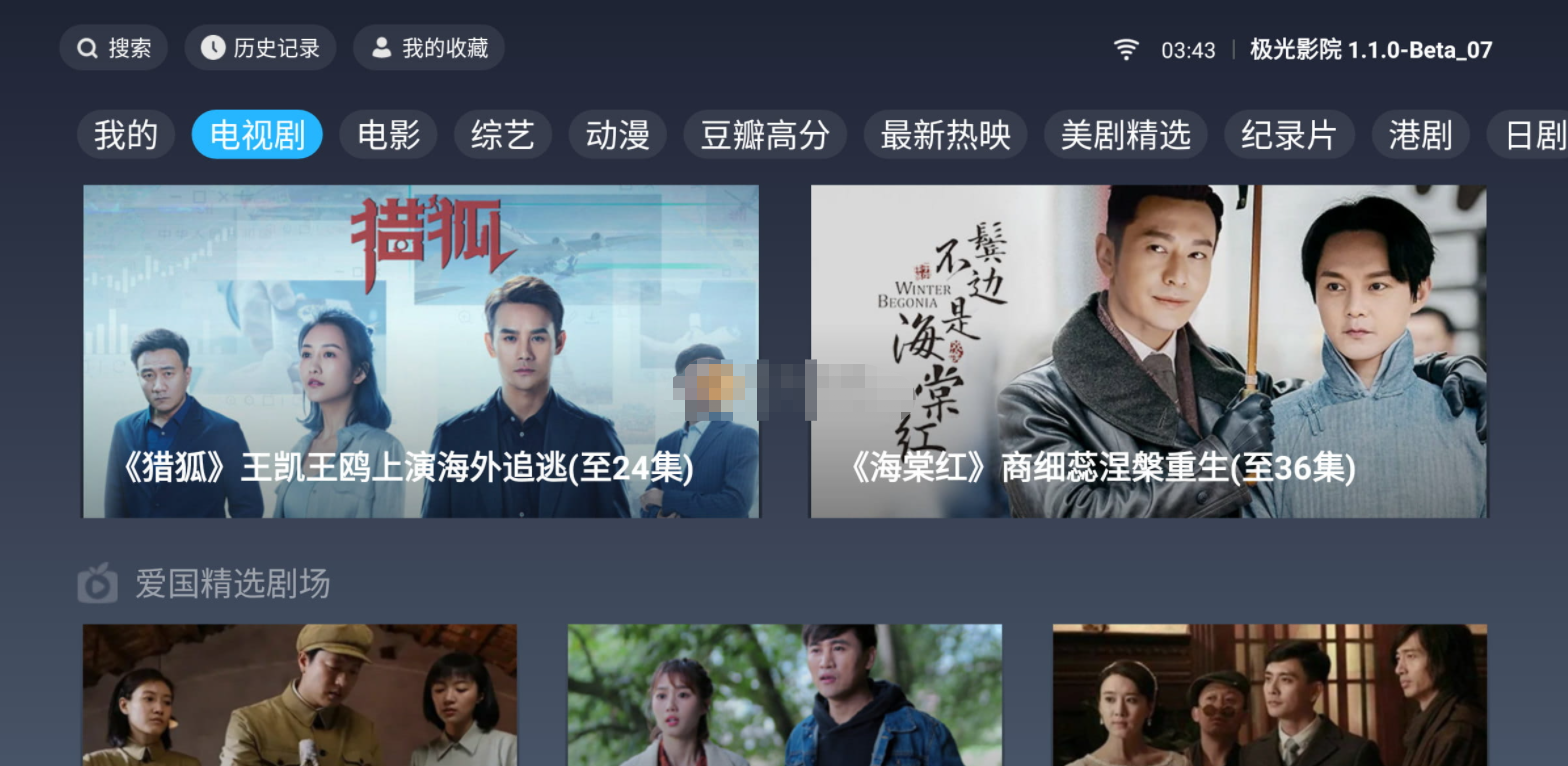 搜索
历史记录
我的收藏
03:43
极光影院 1.1.0-Beta_07
我的
电视剧
电影
综艺
动漫
豆瓣高分
最新热映
美剧精选
纪录片
港剧
日剧
猎狐
《猎狐》王凯王鸥上演海外追逃(至24集)
鬓边
不是
海棠红
WINTER
BEGONIA
《海棠红》商细蕊涅槃重生(至36集)
爱国精选剧场